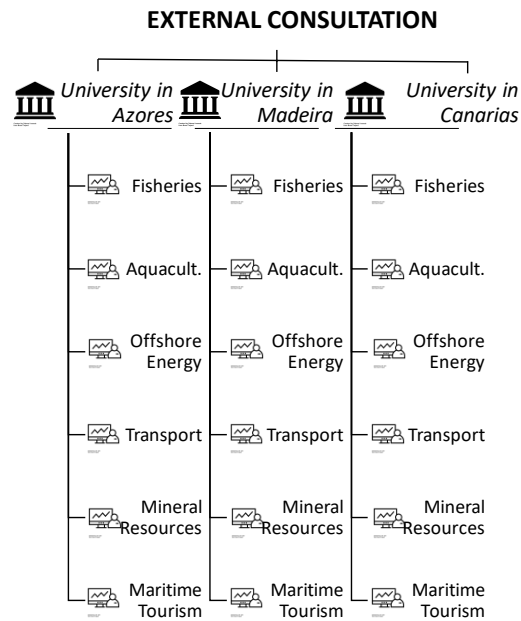 EXTERNAL CONSULTATION
University in
Azores
University in
Madeira
University in
Canarias
Fisheries
Fisheries
Fisheries
Aquacult.
Aquacult.
Aquacult.
Offshore
Energy
Offshore
Energy
Offshore
Energy
Transport
Transport
Transport
Mineral
Resources
Mineral
Resources
Mineral
Resources
Maritime
Tourism
Maritime
Tourism
Maritime
Tourism